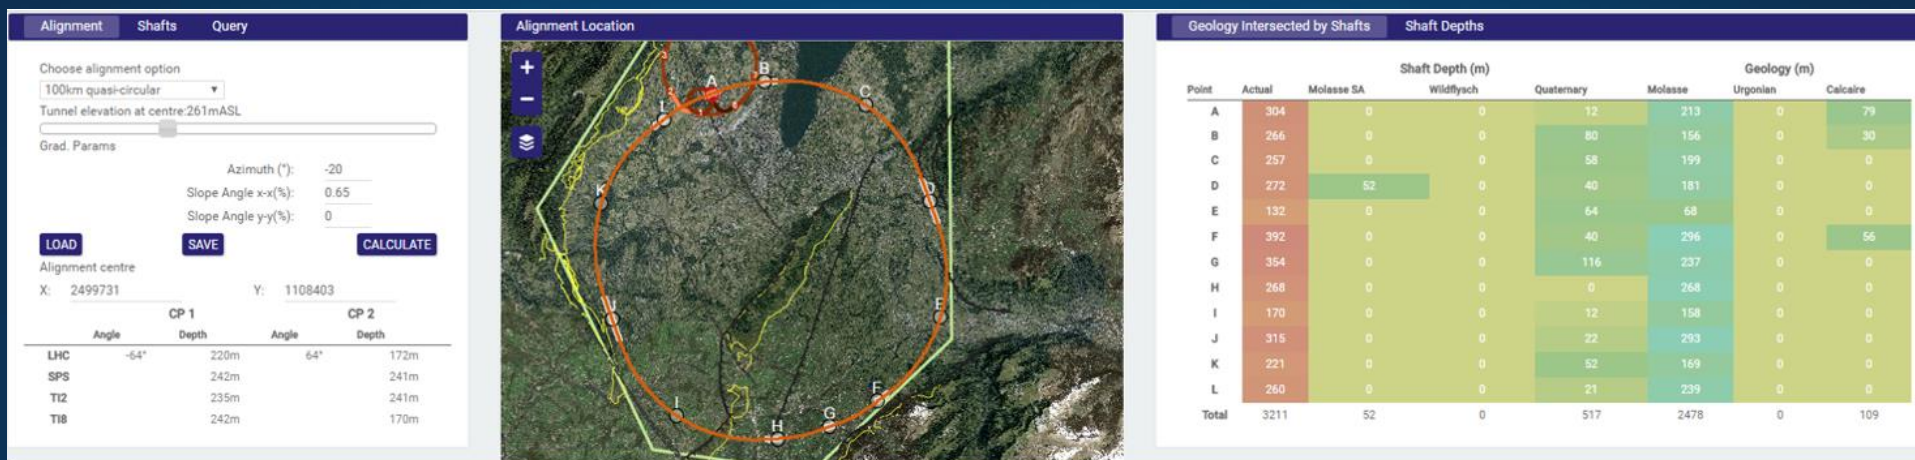 Alignment Shafts Query
Choose alignment option
100km quasi-circular
Tunnel elevation at centre:261mASL
Grad. Params
Azimuth (°): -20
Slope Angle x-x(%): 0.65
Slope Angle y-y(%): 0
LOAD SAVE CALCULATE
Alignment centre
X: 2499731 Y: 1108403
CP 1 CP 2
Angle Depth Angle Depth
LHC -64° 220m 64° 172m
SPS 242m 241m
TI2 235m 241m
TI8 242m 170m
Alignment Location
+
−
A
B
C
D
E
F
G
H
I
J
K
L
Geology Intersected by Shafts Shaft Depths
Shaft Depth (m) Geology (m)
Point Actual Molasse SA Wildflysch Quaternary Molasse Urgonian Calcaire
A 304 0 0 12 213 0 79
B 266 0 0 80 156 0 30
C 257 0 0 58 199 0 0
D 272 52 0 40 181 0 0
E 132 0 0 64 68 0 0
F 392 0 0 40 296 0 56
G 354 0 0 116 237 0 0
H 268 0 0 0 268 0 0
I 170 0 0 12 158 0 0
J 315 0 0 22 293 0 0
K 221 0 0 52 169 0 0
L 260 0 0 21 239 0 0
Total 3211 52 0 517 2478 0 109